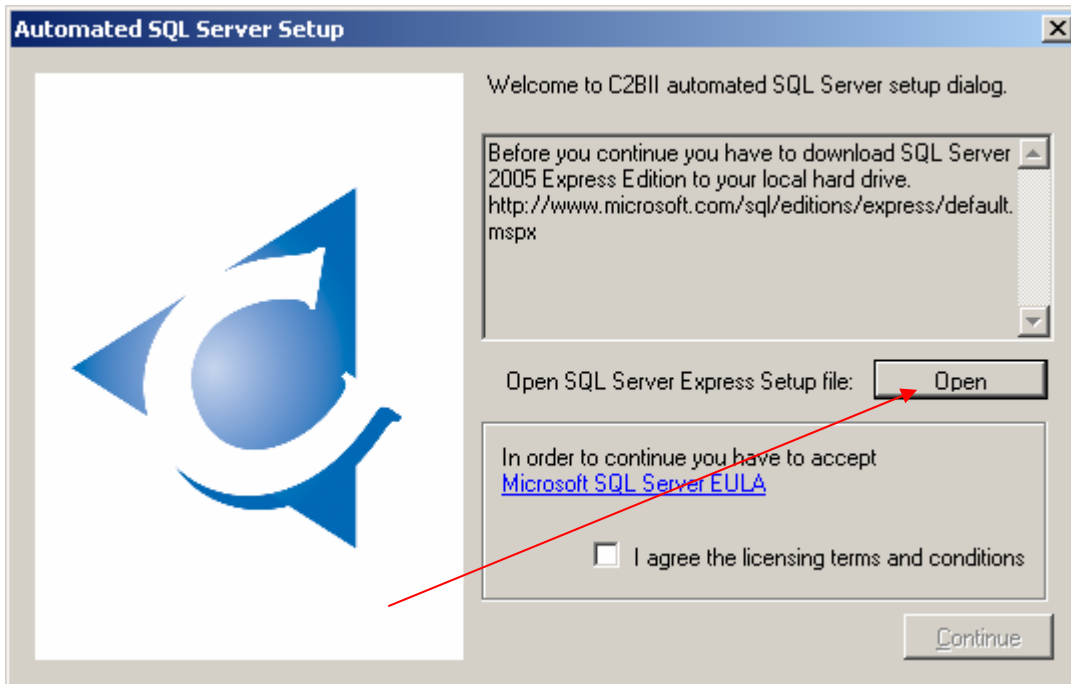 Automated SQL Server Setup
Welcome to C2BII automated SQL Server setup dialog.
Before you continue you have to download SQL Server
2005 Express Edition to your local hard drive.
http://www.microsoft.com/sql/editions/express/default.
mspx
Open SQL Server Express Setup file:
Open
In order to continue you have to accept
Microsoft SQL Server EULA
I agree the licensing terms and conditions
Continue